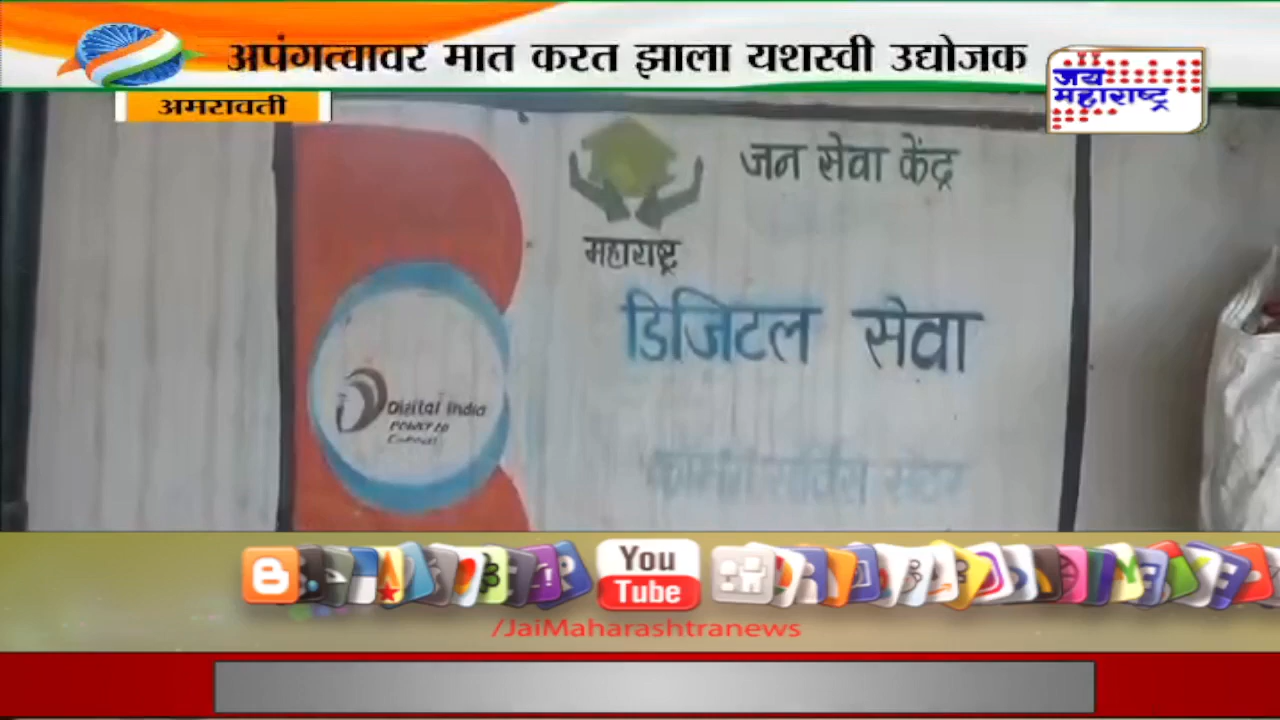 अपंगत्वावर मात करत झाला यशस्वी उद्योजक
जय
महाराष्ट्र
अमरावती
जन सेवा केंद्र
महाराष्ट्र
डिजिटल सेवा
Digital India
You
Tube
/JaiMaharashtranews